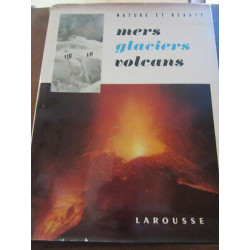 NATURE ET BEAUTÉ
mers
glaciers
volcans
LAROUSSE